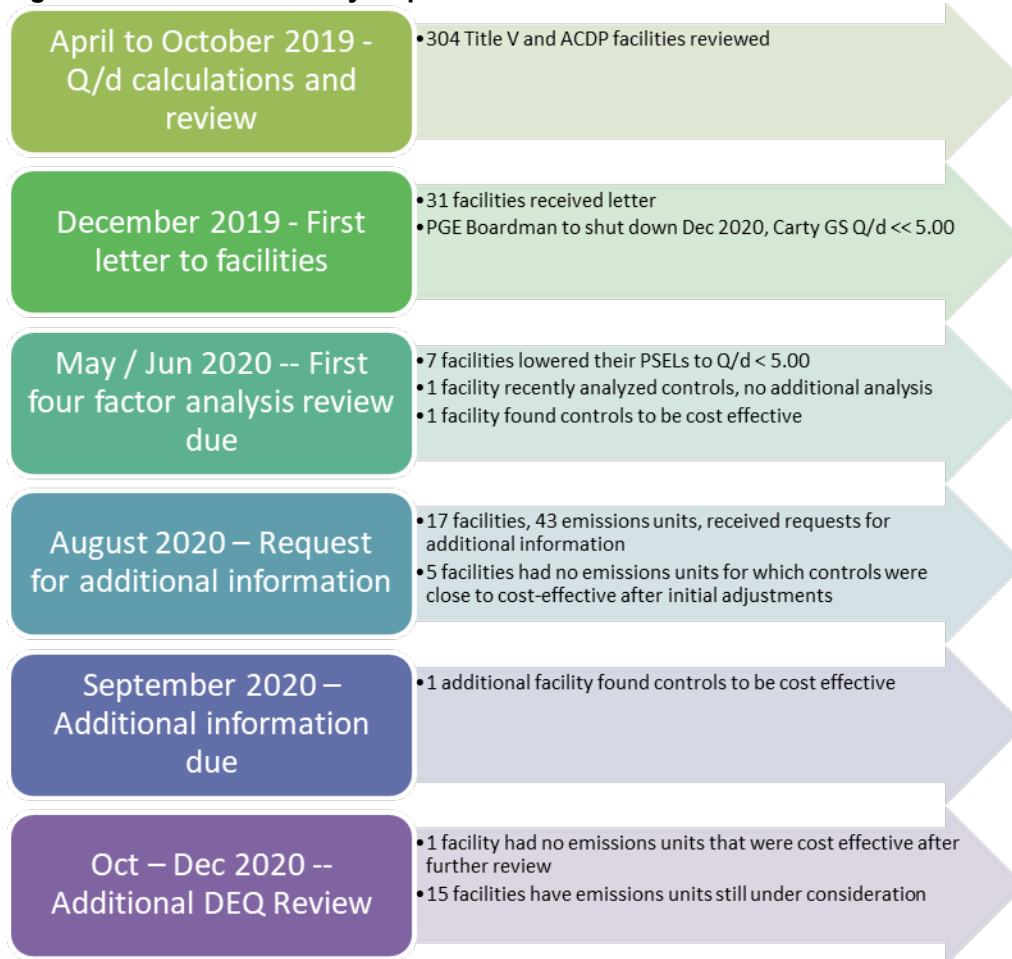 April to October 2019 -
Q/d calculations and
review
•304 Title V and ACDP facilities reviewed
December 2019 - First
letter to facilities
•31 facilities received letter
•PGE Boardman to shut down Dec 2020, Carty GS Q/d << 5.00
May / Jun 2020 -- First
four factor analysis review
due
•7 facilities lowered their PSELs to Q/d < 5.00
•1 facility recently analyzed controls, no additional analysis
•1 facility found controls to be cost effective
August 2020 – Request
for additional information
•17 facilities, 43 emissions units, received requests for
additional information
•5 facilities had no emissions units for which controls were
close to cost-effective after initial adjustments
September 2020 –
Additional information
due
•1 additional facility found controls to be cost effective
Oct – Dec 2020 --
Additional DEQ Review
•1 facility had no emissions units that were cost effective after
further review
•15 facilities have emissions units still under consideration